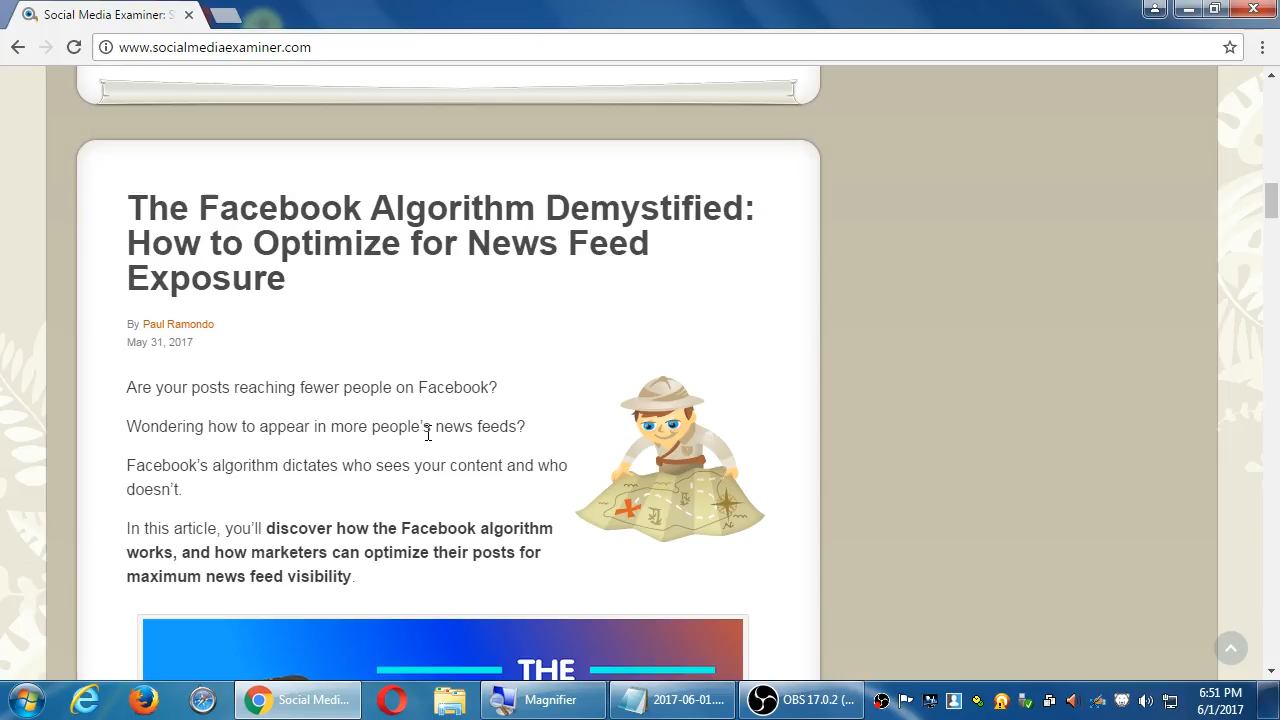 Social Media Examiner: S
www.socialmediaexaminer.com
The Facebook Algorithm Demystified:
How to Optimize for News Feed
Exposure
By Paul Ramondo
May 31, 2017
Are your posts reaching fewer people on Facebook?
Wondering how to appear in more people’s news feeds?
Facebook’s algorithm dictates who sees your content and who
doesn’t.
In this article, you’ll discover how the Facebook algorithm
works, and how marketers can optimize their posts for
maximum news feed visibility.
THE
Social Medi...
Magnifier
2017-06-01....
OBS 17.0.2 (...
6:51 PM
6/1/2017